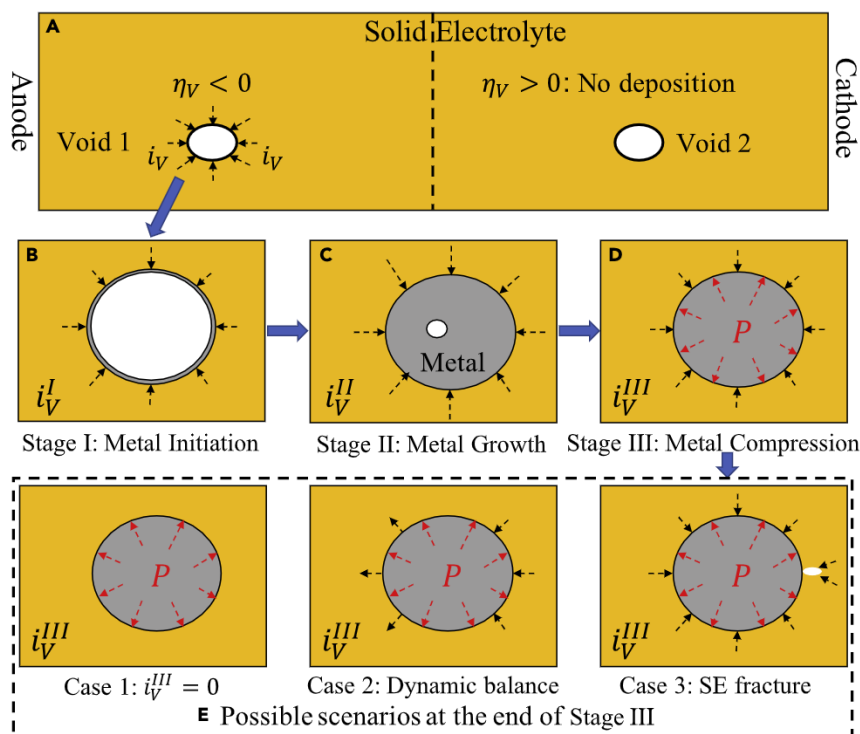 A
Solid Electrolyte
Anode
Cathode
η_V < 0
η_V > 0: No deposition
Void 1
i_V
i_V
Void 2
B
C
D
Metal
P
i_V^I
i_V^{II}
i_V^{III}
Stage I: Metal Initiation
Stage II: Metal Growth
Stage III: Metal Compression
P
P
P
i_V^{III}
i_V^{III}
i_V^{III}
Case 1: i_V^{III} = 0
Case 2: Dynamic balance
Case 3: SE fracture
E Possible scenarios at the end of Stage III